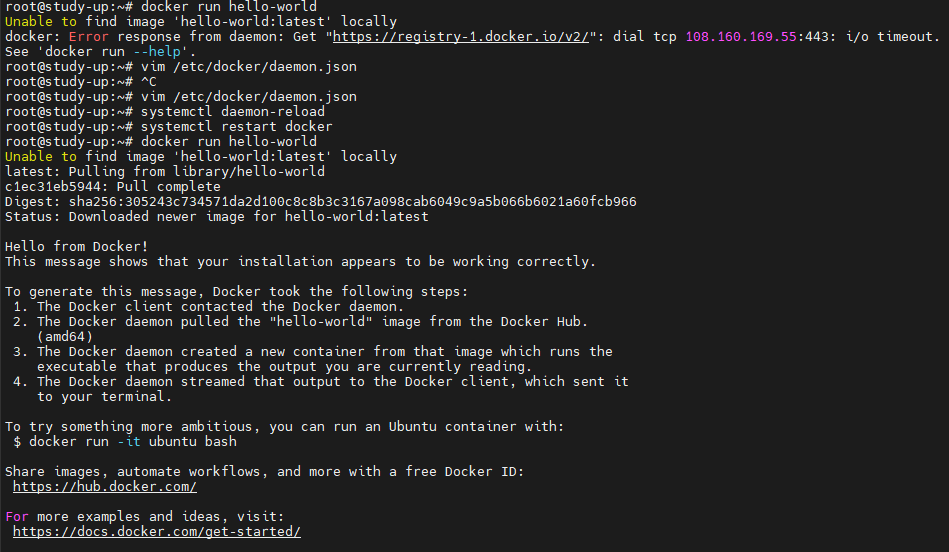 root@study-up:~# docker run hello-world
Unable to find image 'hello-world:latest' locally
docker: Error response from daemon: Get "https://registry-1.docker.io/v2/": dial tcp 108.160.169.55:443: i/o timeout.
See 'docker run --help'.
root@study-up:~# vim /etc/docker/daemon.json
root@study-up:~# ^C
root@study-up:~# vim /etc/docker/daemon.json
root@study-up:~# systemctl daemon-reload
root@study-up:~# systemctl restart docker
root@study-up:~# docker run hello-world
Unable to find image 'hello-world:latest' locally
latest: Pulling from library/hello-world
c1ec31eb5944: Pull complete
Digest: sha256:305243c734571da2d100c8c8b3c3167a098cab6049c9a5b066b6021a60fcb966
Status: Downloaded newer image for hello-world:latest

Hello from Docker!
This message shows that your installation appears to be working correctly.

To generate this message, Docker took the following steps:
 1. The Docker client contacted the Docker daemon.
 2. The Docker daemon pulled the "hello-world" image from the Docker Hub.
    (amd64)
 3. The Docker daemon created a new container from that image which runs the
    executable that produces the output you are currently reading.
 4. The Docker daemon streamed that output to the Docker client, which sent it
    to your terminal.

To try something more ambitious, you can run an Ubuntu container with:
 $ docker run -it ubuntu bash

Share images, automate workflows, and more with a free Docker ID:
 https://hub.docker.com/

For more examples and ideas, visit:
 https://docs.docker.com/get-started/